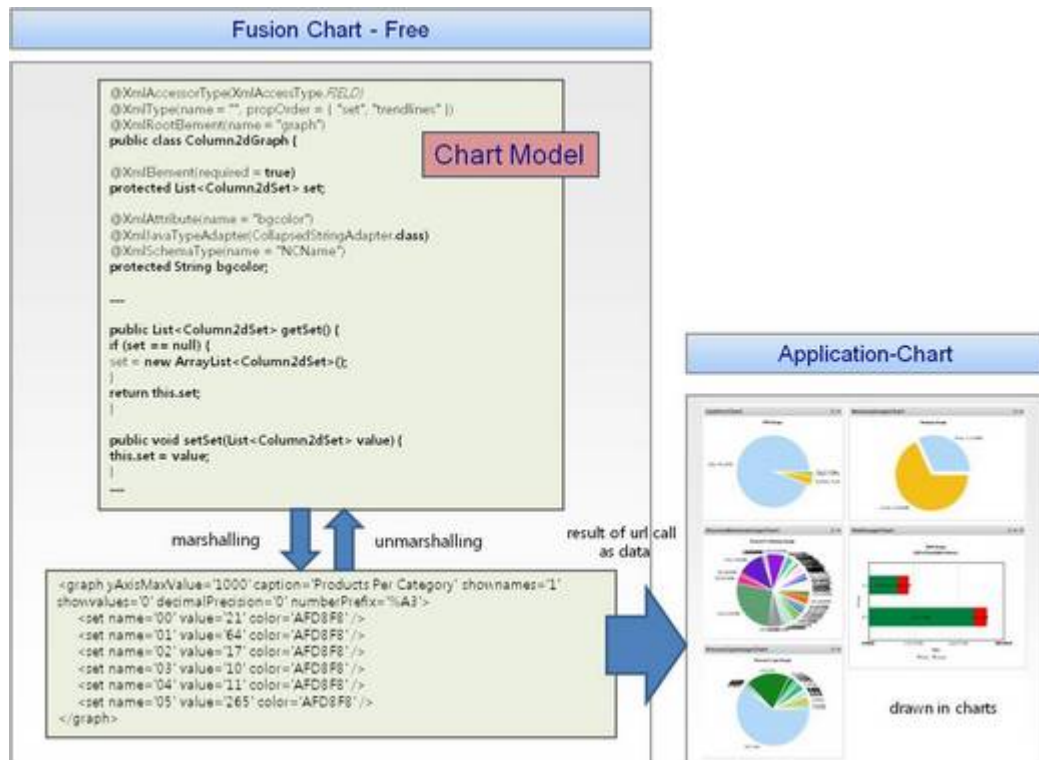 Fusion Chart - Free
@XmlAccessorType(XmlAccessType.FIELD)
@XmlType(name = "", propOrder = { "set", "trendlines" })
@XmlRootElement(name = "graph")
public class Column2dGraph {
Chart Model
@XmlElement(required = true)
protected List<Column2dSet> set;
@XmlAttribute(name = "bgcolor")
@XmlJavaTypeAdapter(CollapsedStringAdapter.class)
@XmlSchemaType(name = "NCName")
protected String bgcolor;
....
public List<Column2dSet> getSet() {
if (set == null) {
set = new ArrayList<Column2dSet>();
}
return this.set;
}
public void setSet(List<Column2dSet> value) {
this.set = value;
}
....
marshalling
unmarshalling
result of url call
as data
<graph yAxisMaxValue='1000' caption='Products Per Category' shownames='1'
showvalues='0' decimalPrecision='0' numberPrefix='%A3'>
<set name='00' value='21' color='AFD8F8' />
<set name='01' value='64' color='AFD8F8' />
<set name='02' value='17' color='AFD8F8' />
<set name='03' value='10' color='AFD8F8' />
<set name='04' value='11' color='AFD8F8' />
<set name='05' value='265' color='AFD8F8' />
</graph>
Application-Chart
drawn in charts